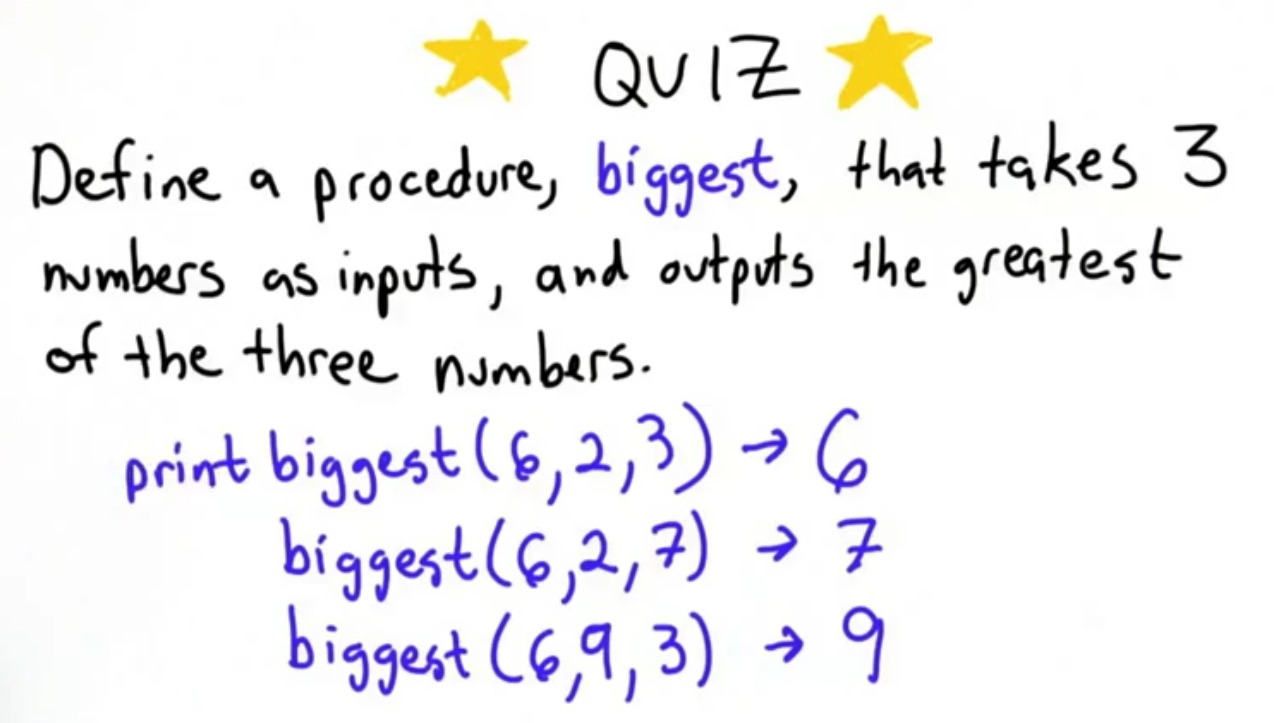 QUIZ
Define a procedure, biggest, that takes 3
numbers as inputs, and outputs the greatest
of the three numbers.
print biggest(6,2,3) → 6
biggest(6,2,7) → 7
biggest(6,9,3) → 9